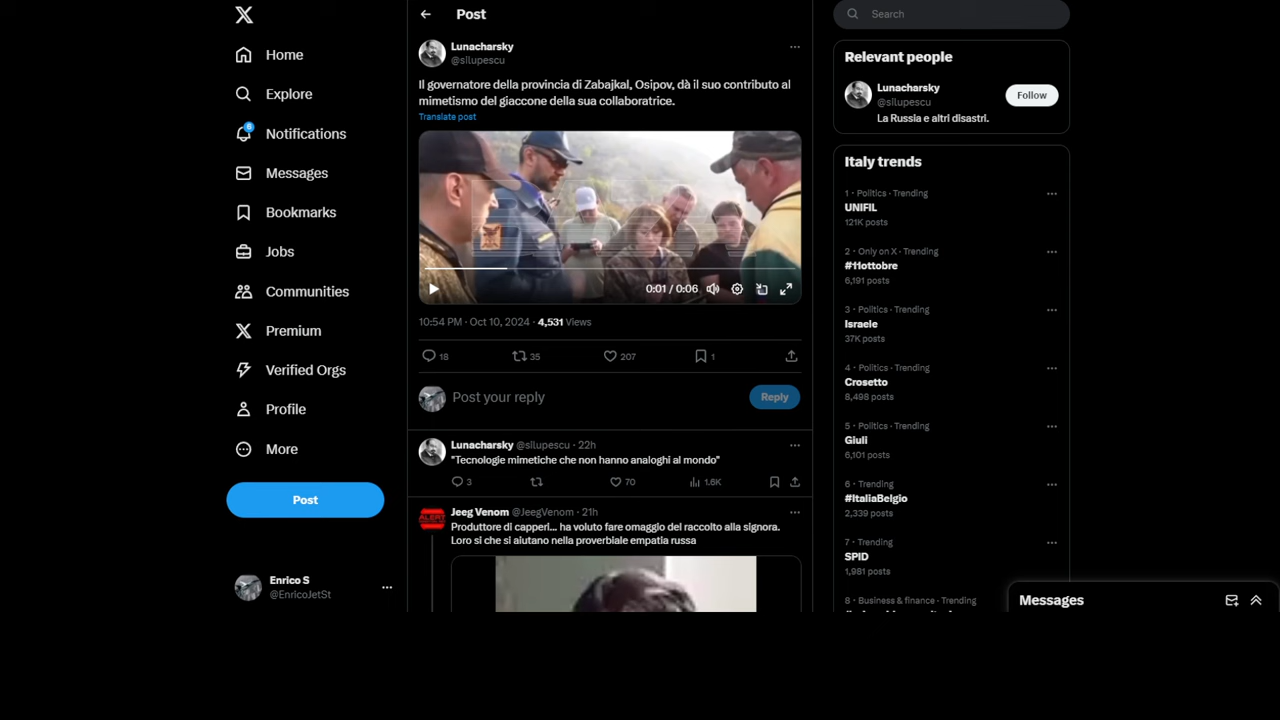 Home
Explore
6
Notifications
Messages
Bookmarks
Jobs
Communities
Premium
Verified Orgs
Profile
More
Post
Enrico S
@EnricoJetSt
Post
Lunacharsky
@silupescu
Il governatore della provincia di Zabajkal, Osipov, dà il suo contributo al
mimetismo del giaccone della sua collaboratrice.
Translate post
0:01 / 0:06
10:54 PM · Oct 10, 2024 · 4,531 Views
18 35 207 1
Post your reply
Reply
Lunacharsky @silupescu · 22h
"Tecnologie mimetiche che non hanno analoghi al mondo"
3 70 1.6K
Jeeg Venom @JeegVenom · 21h
ALERT
Produttore di capperi... ha voluto fare omaggio del raccolto alla signora.
Loro si che si aiutano nella proverbiale empatia russa
Search
Relevant people
Lunacharsky
@silupescu
Follow
La Russia e altri disastri.
Italy trends
1 · Politics · Trending
UNIFIL
121K posts
2 · Only on X · Trending
#11ottobre
6,191 posts
3 · Politics · Trending
Israele
37K posts
4 · Politics · Trending
Crosetto
8,498 posts
5 · Politics · Trending
Giuli
6,101 posts
6 · Trending
#ItaliaBelgio
2,339 posts
7 · Trending
SPID
1,981 posts
8 · Business & finance · Trending
Messages